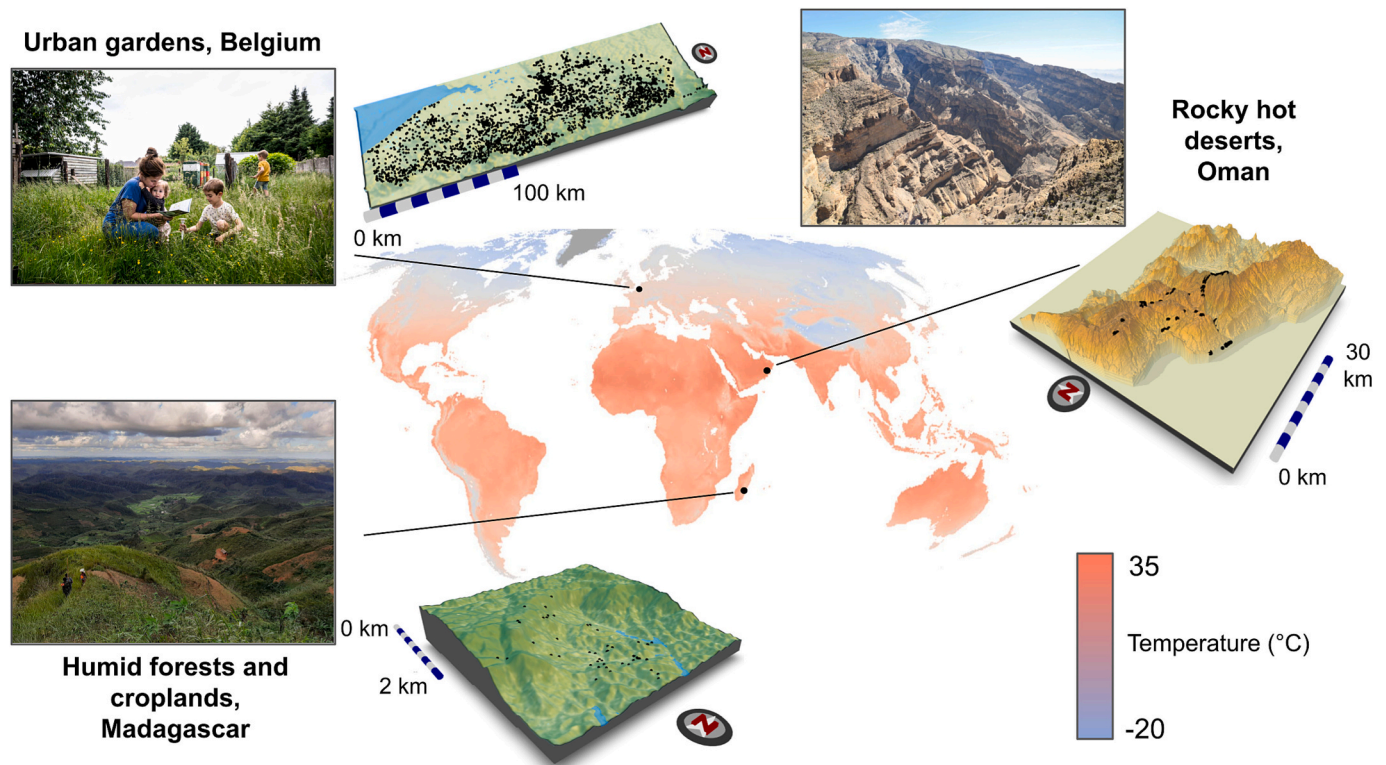 Urban gardens, Belgium
N
100 km
0 km
Rocky hot
deserts,
Oman
N
30
km
0 km
0 km
2 km
N
Humid forests and
croplands,
Madagascar
35
Temperature (°C)
-20